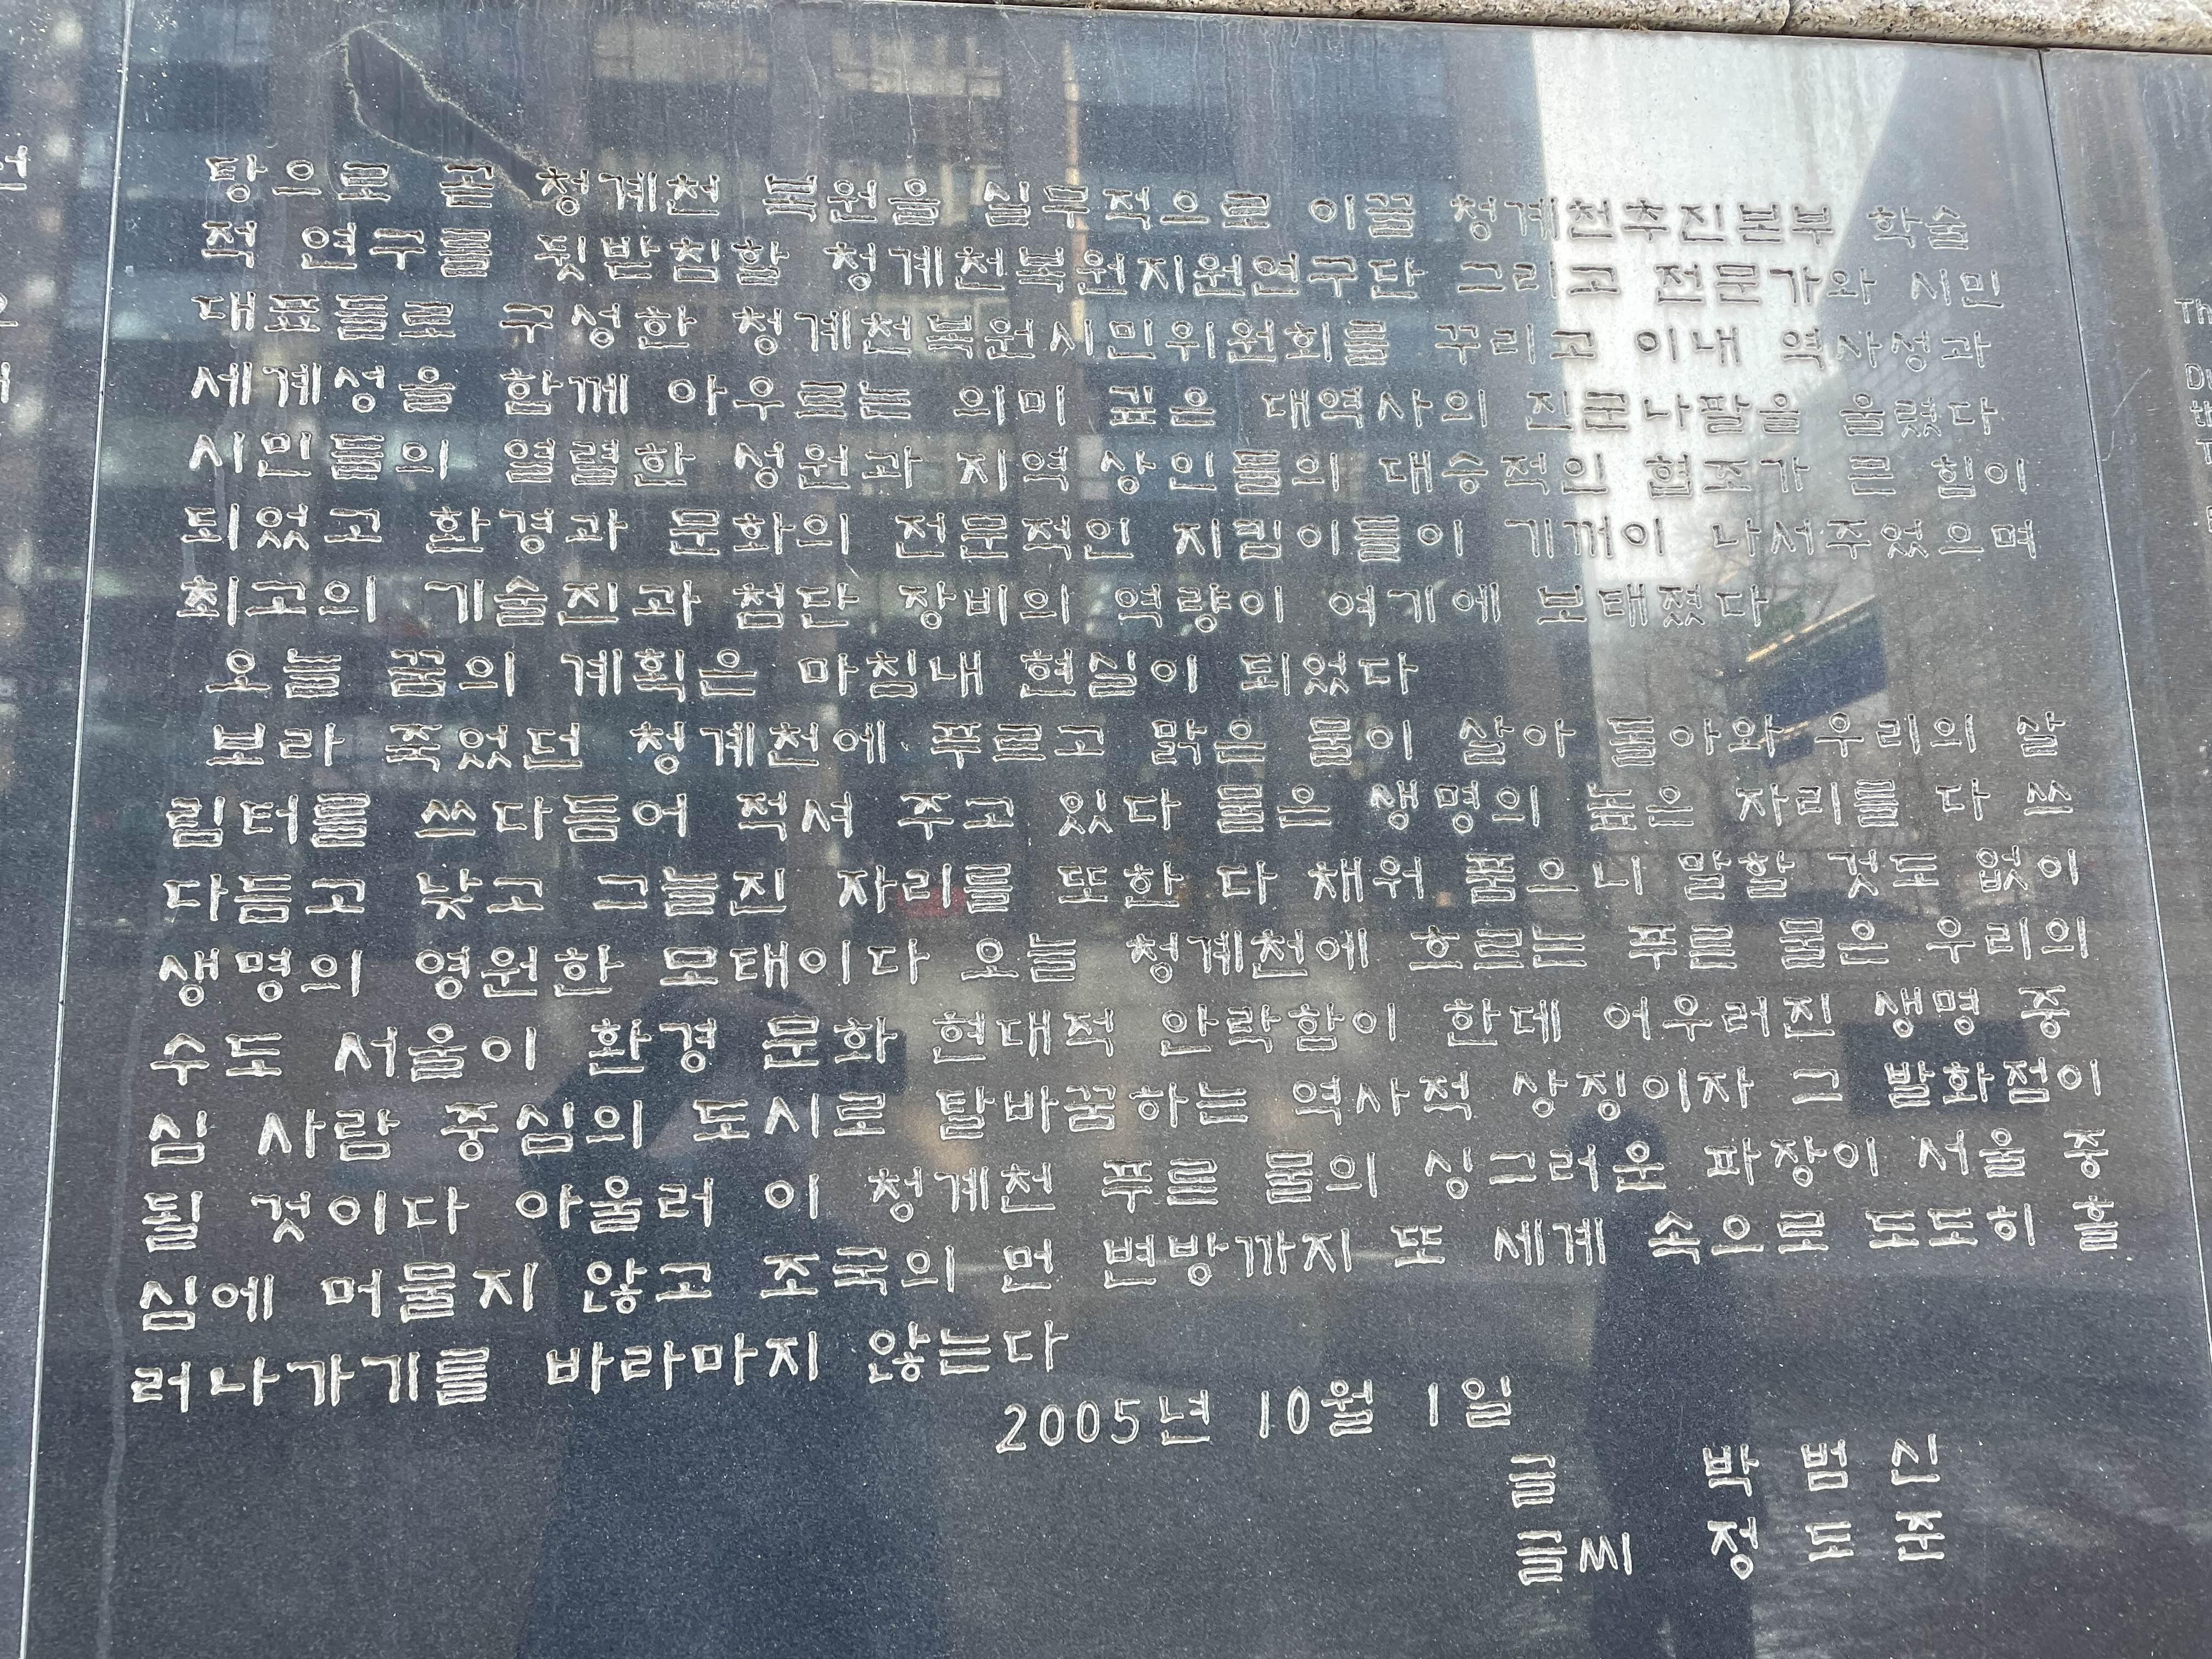 탕으로 곧 청계천 복원을 실무적으로 이끌 청계천추진본부 학술
적 연구를 뒷받침할 청계천복원지원연구단 그리고 전문가와 시민
대표들로 구성한 청계천복원시민위원회를 꾸리고 이내 역사성과
세계성을 함께 아우르는 의미 깊은 대역사의 진군나팔을 울렸다
시민들의 열렬한 성원과 지역 상인들의 대승적인 협조가 큰 힘이
되었고 환경과 문화의 전문적인 지킴이들이 기꺼이 나서주었으며
최고의 기술진과 첨단 장비의 역량이 여기에 보태졌다
오늘 꿈의 계획은 마침내 현실이 되었다
보라 죽었던 청계천에 푸르고 맑은 물이 살아 돌아와 우리의 갈
림터를 쓰다듬어 적셔 주고 있다 물은 생명의 높은 자리를 다 쓰
다듬고 낮고 그늘진 자리를 또한 다 채워 품으니 말할 것도 없이
생명의 영원한 모태이다 오늘 청계천에 흐르는 푸른 물은 우리의
수도 서울이 환경 문화 현대적 안락함이 한데 어우러진 생명 중
심 사람 중심의 도시로 탈바꿈하는 역사적 상징이자 그 발화점이
될 것이다 아울러 이 청계천 푸른 물의 싱그러운 파장이 서울 중
심에 머물지 않고 조국의 먼 변방까지 또 세계 속으로 도도히 흘
러나가기를 바라마지 않는다
2005년 10월 1일
글 박범신
글씨 정도준